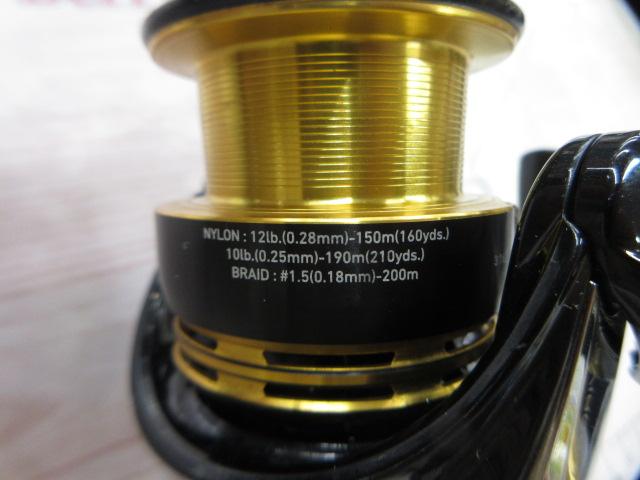 NYLON : 12lb.(0.28mm)-150m(160yds.)
10lb.(0.25mm)-190m(210yds.)
BRAID : #1.5(0.18mm)-200m